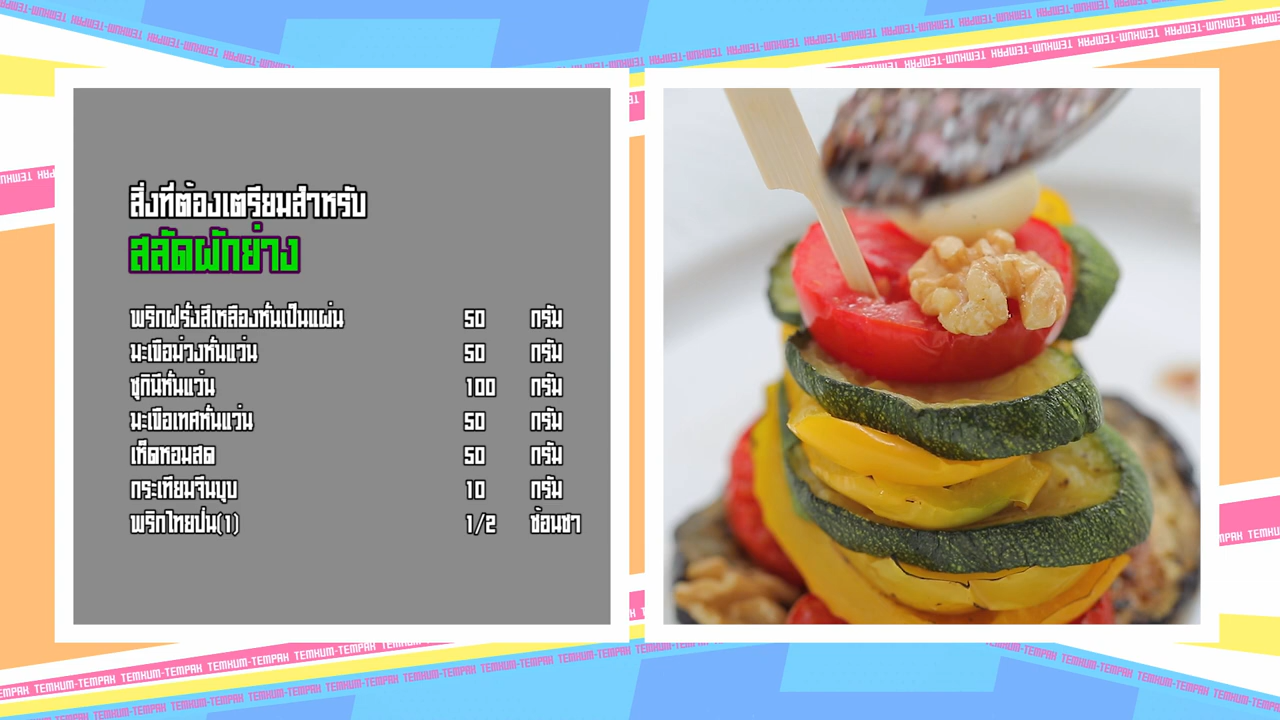 สิ่งที่ต้องเตรียมสำหรับ
สลัดผักย่าง
พริกฝรั่งสีเหลืองหั่นเป็นแผ่น 50 กรัม
มะเขือม่วงหั่นแว่น 50 กรัม
ซุกินีหั่นแว่น 100 กรัม
มะเขือเทศหั่นแว่น 50 กรัม
เห็ดหอมสด 50 กรัม
กระเทียมจีนบุบ 10 กรัม
พริกไทยป่น(1) 1/2 ช้อนชา
TEMKUM-TEMPAK TEMKUM-TEMPAK TEMKUM-TEMPAK